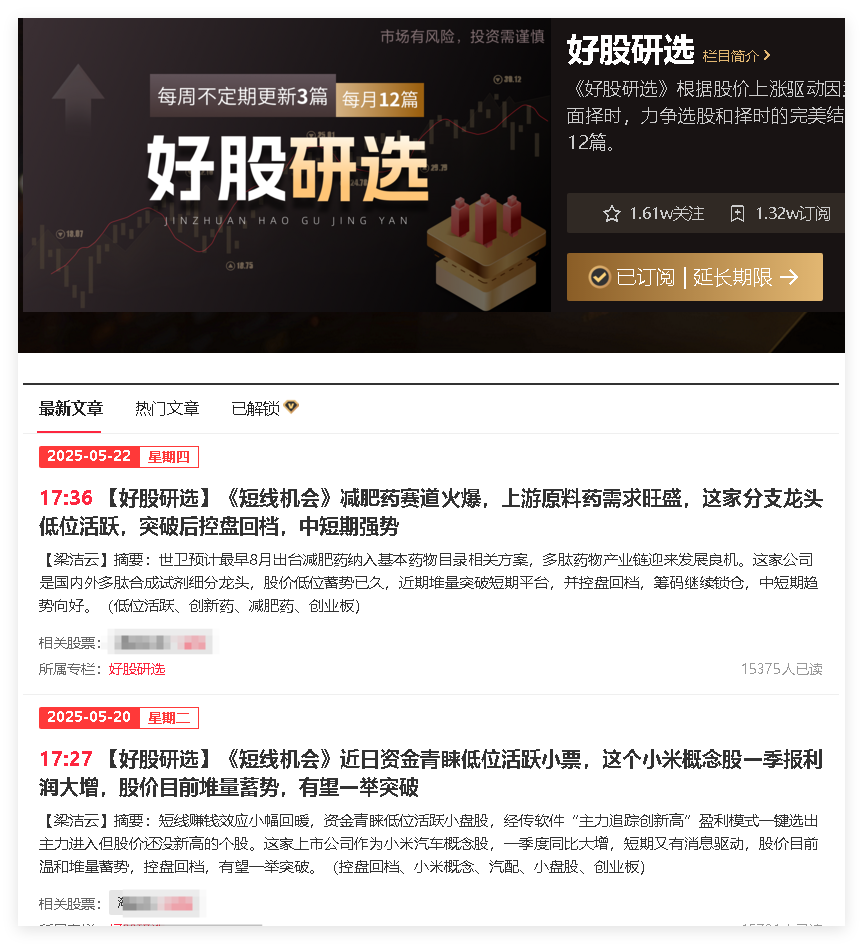 市场有风险，投资需谨慎
每周不定期更新3篇 每月12篇
好股研选
JINZHUAN HAO GU JING YAN
好股研选 栏目简介
《好股研选》根据股价上涨驱动因
面择时，力争选股和择时的完美结
12篇。
1.61w关注 1.32w订阅
已订阅 | 延长期限
最新文章 热门文章 已解锁
2025-05-22 星期四
17:36 【好股研选】《短线机会》减肥药赛道火爆，上游原料药需求旺盛，这家分支龙头
低位活跃，突破后控盘回档，中短期强势
【梁洁云】摘要：世卫预计最早8月出台减肥药纳入基本药物目录相关方案，多肽药物产业链迎来发展良机。这家公司
是国内外多肽合成试剂细分龙头，股价低位蓄势已久，近期堆量突破短期平台，并控盘回档，筹码继续锁仓，中短期趋
势向好。（低位活跃、创新药、减肥药、创业板）
相关股票：
所属专栏：好股研选 15375人已读
2025-05-20 星期二
17:27 【好股研选】《短线机会》近日资金青睐低位活跃小票，这个小米概念股一季报利
润大增，股价目前堆量蓄势，有望一举突破
【梁洁云】摘要：短线赚钱效应小幅回暖，资金青睐低位活跃小盘股，经传软件“主力追踪创新高”盈利模式一键选出
主力进入但股价还没新高的个股。这家上市公司作为小米汽车概念股，一季度同比大增，短期又有消息驱动，股价目前
温和堆量蓄势，控盘回档，有望一举突破。（控盘回档、小米概念、汽配、小盘股、创业板）
相关股票：